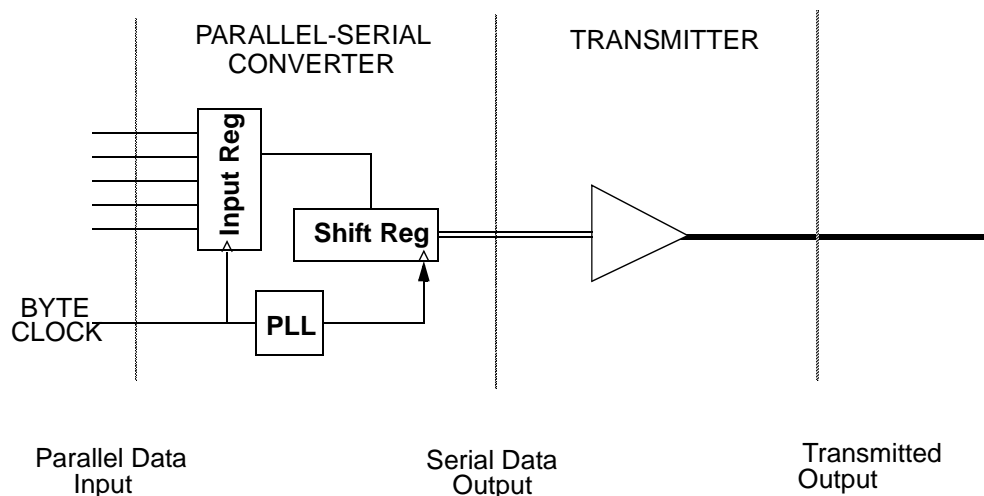 PARALLEL-SERIAL
CONVERTER
TRANSMITTER
Input Reg
Shift Reg
BYTE
CLOCK
PLL
Parallel Data
Input
Serial Data
Output
Transmitted
Output